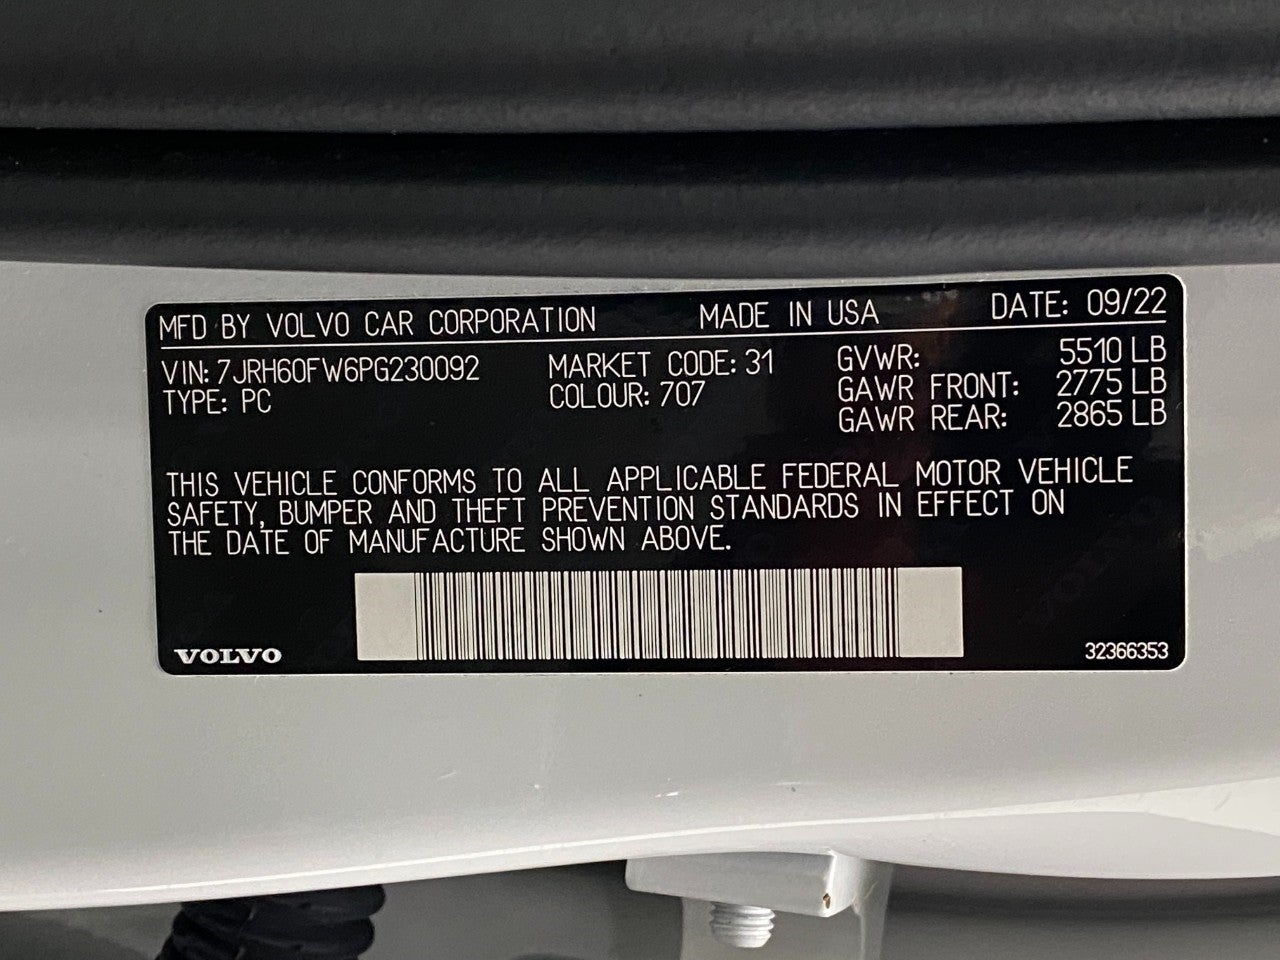 MFD BY VOLVO CAR CORPORATION MADE IN USA DATE: 09/22
VIN: 7JRH60FW6PG230092 MARKET CODE: 31 GVWR: 5510 LB
TYPE: PC COLOUR: 707 GAWR FRONT: 2775 LB
GAWR REAR: 2865 LB
THIS VEHICLE CONFORMS TO ALL APPLICABLE FEDERAL MOTOR VEHICLE
SAFETY, BUMPER AND THEFT PREVENTION STANDARDS IN EFFECT ON
THE DATE OF MANUFACTURE SHOWN ABOVE.
VOLVO 32366353